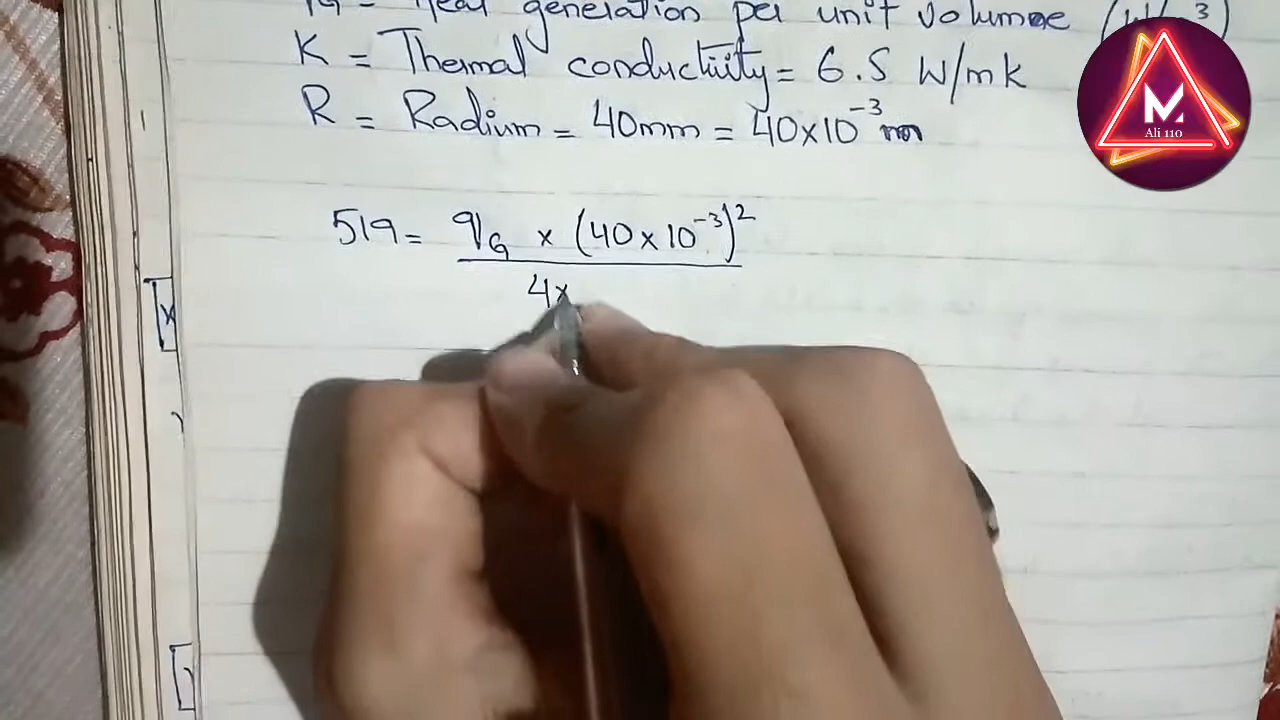 = Heat generation per unit volume
K = Thermal conductivity = 6.5 W/mk
R = Radium = 40mm = 40x10⁻³ m
519 = qG x (40x10⁻³)²
4x
M.
Ali 110